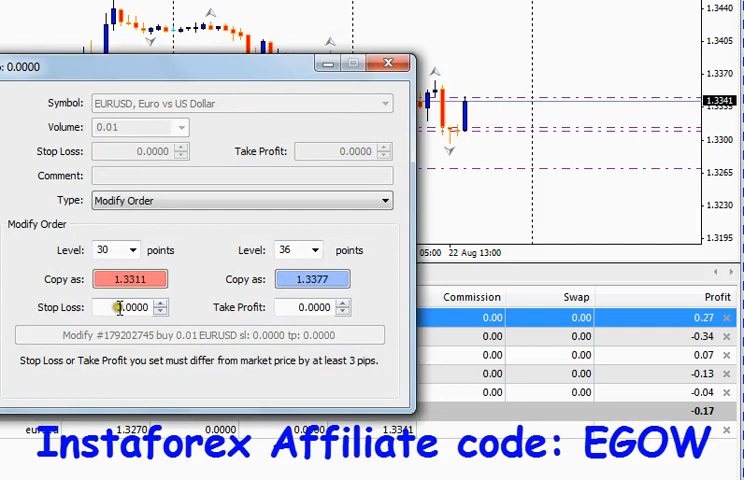 1.3440
1.3405
: 0.0000
Symbol: EURUSD, Euro vs US Dollar
1.3370
Volume: 0.01
1.3341
Stop Loss: 0.0000 Take Profit: 0.0000
1.3300
Comment:
1.3265
Type: Modify Order
1.3230
Modify Order
1.3195
Level: 30 points Level: 36 points
05:00 22 Aug 13:00
Copy as: 1.3311 Copy as: 1.3377
Commission Swap Profit
Stop Loss: 0.0000 Take Profit: 0.0000
0.00 0.00 0.27
Modify #179202745 buy 0.01 EURUSD sl: 0.0000 tp: 0.0000
0.00 0.00 -0.34
Stop Loss or Take Profit you set must differ from market price by at least 3 pips.
0.00 0.00 0.07
0.00 0.00 -0.13
0.00 0.00 -0.04
-0.17
1.3270 0.0000 0.0000 1.3341
Instaforex Affiliate code: EGOW